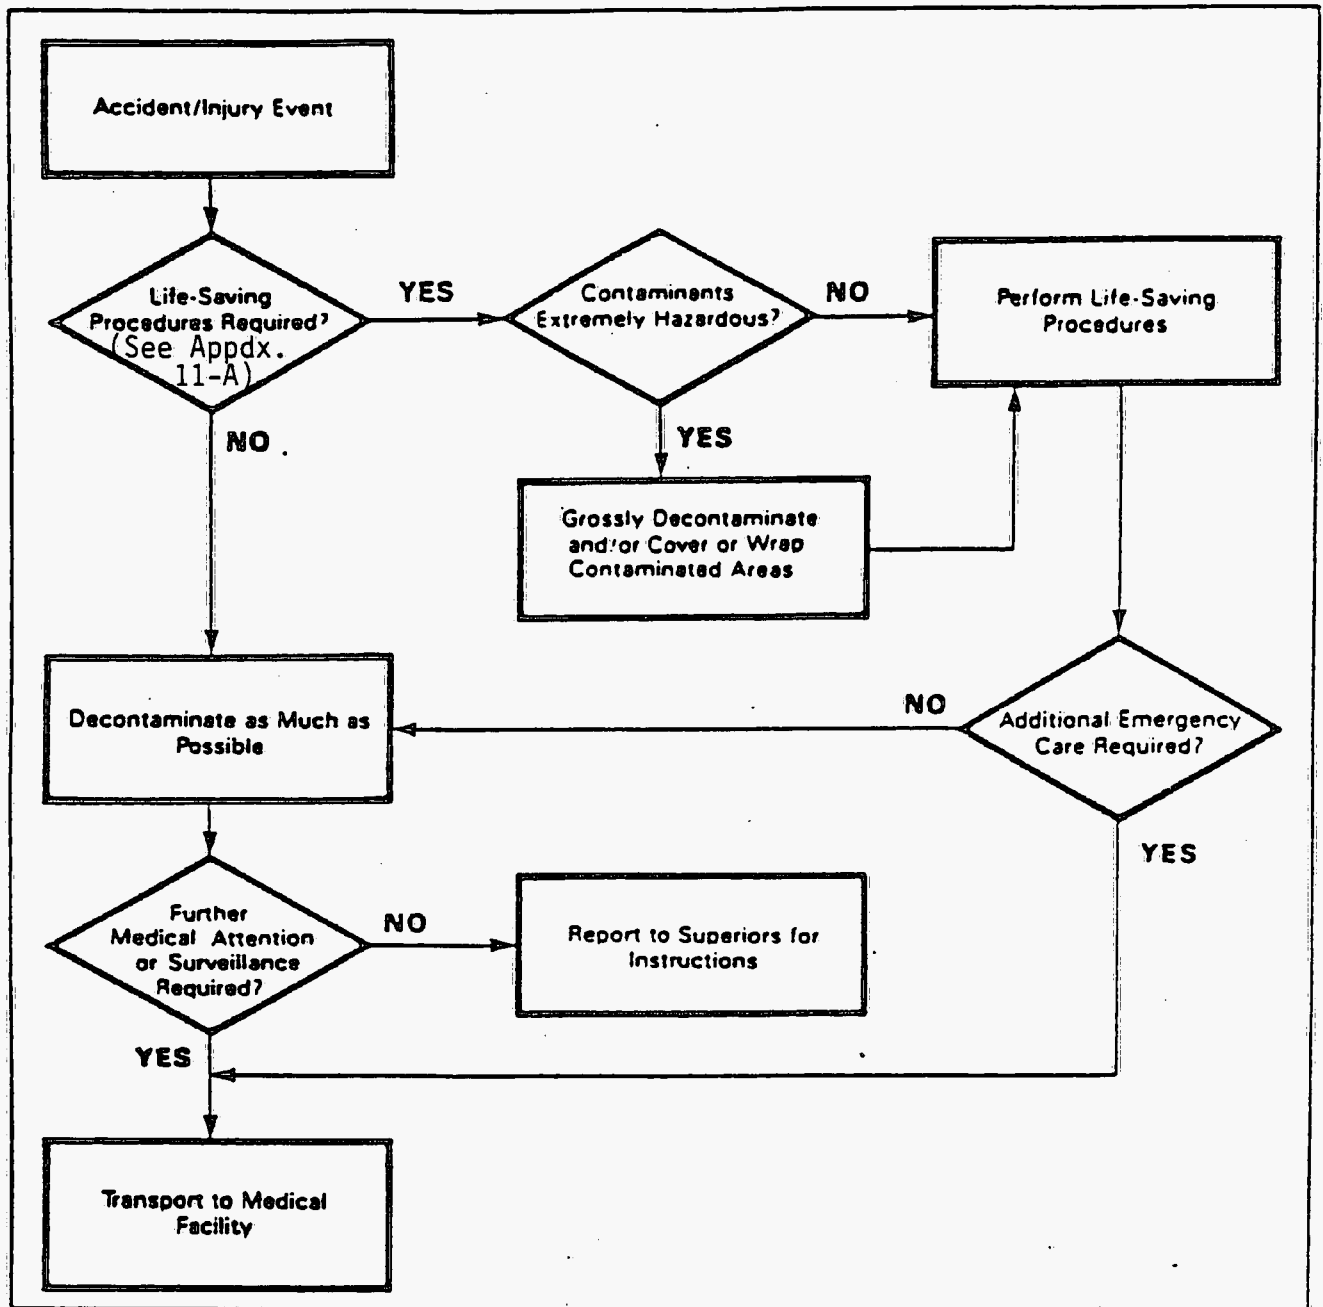 Accident/Injury Event
Life-Saving
Procedures Required?
(See Appdx.
11-A)
YES
Contaminants
Extremely Hazardous?
NO
Perform Life-Saving
Procedures
NO
YES
Grossly Decontaminate
and/or Cover or Wrap
Contaminated Areas
Decontaminate as Much as
Possible
NO
Additional Emergency
Care Required?
YES
Further
Medical Attention
or Surveillance
Required?
NO
Report to Superiors for
Instructions
YES
Transport to Medical
Facility